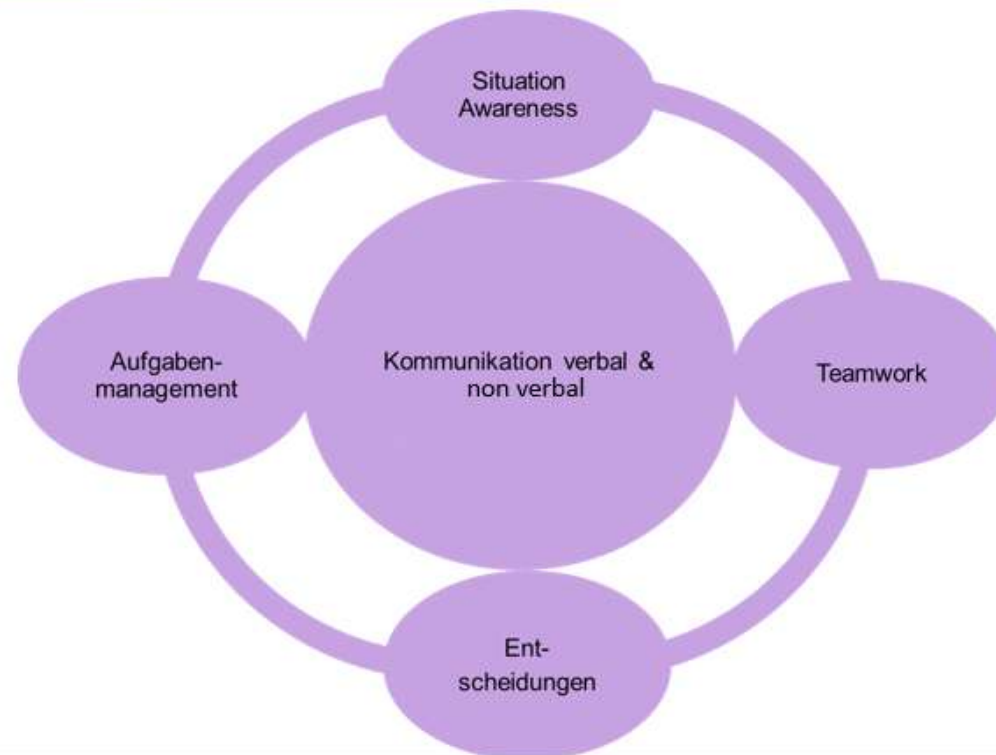 Situation
Awareness
Aufgaben-
management
Kommunikation verbal &
non verbal
Teamwork
Ent-
scheidungen